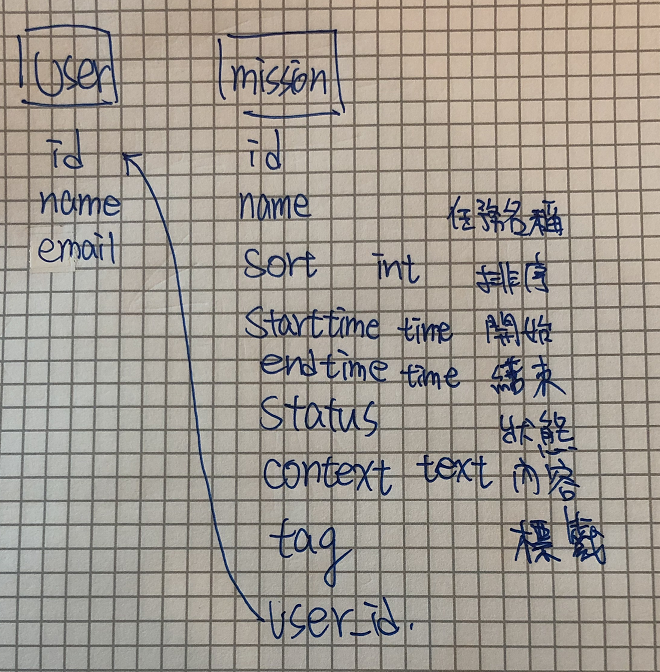 User
id
name
email
missön
id
name 任務名稱
sort int 排序
starttime time 開始
endtime time 結束
status 狀態
context text 內容
tag 標籤
user_id.